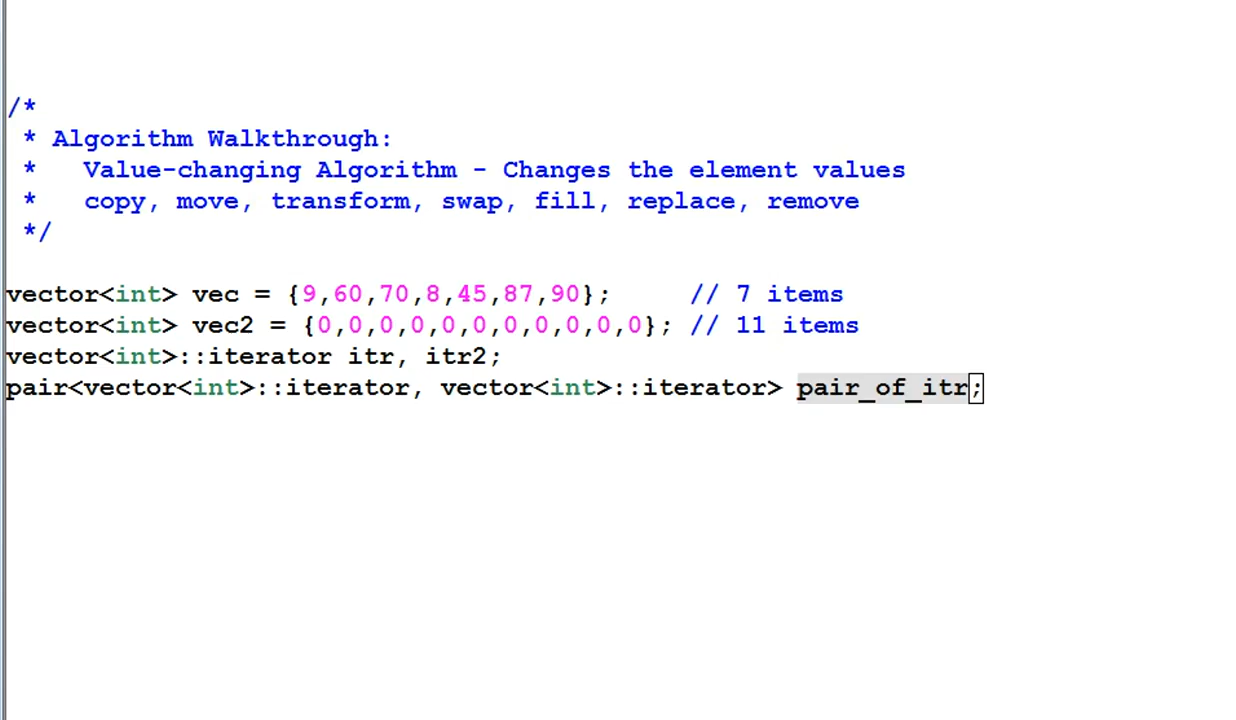 /*
 * Algorithm Walkthrough:
 *   Value-changing Algorithm - Changes the element values
 *   copy, move, transform, swap, fill, replace, remove
 */
vector<int> vec = {9,60,70,8,45,87,90};     // 7 items
vector<int> vec2 = {0,0,0,0,0,0,0,0,0,0,0}; // 11 items
vector<int>::iterator itr, itr2;
pair<vector<int>::iterator, vector<int>::iterator> pair_of_itr;